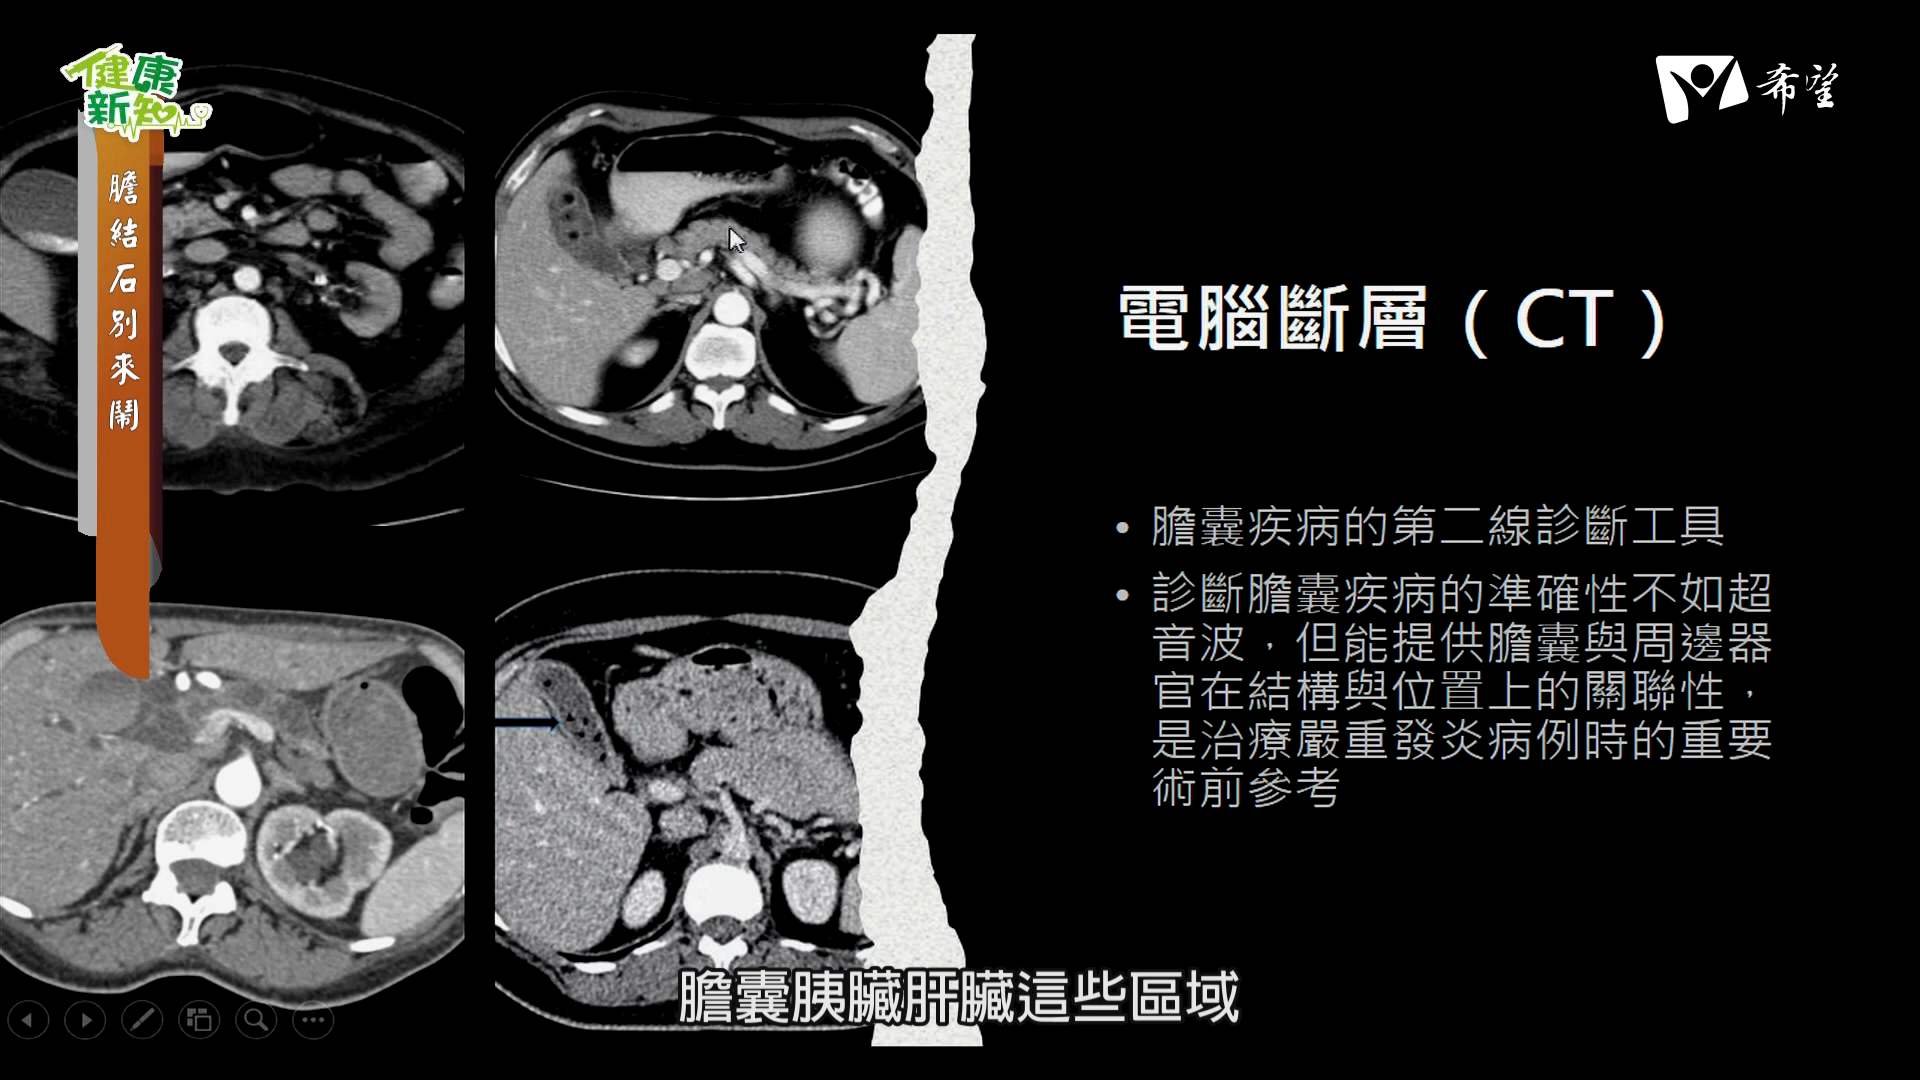 健康
新知
希望
膽結石別來鬧
電腦斷層（CT）
• 膽囊疾病的第二線診斷工具
• 診斷膽囊疾病的準確性不如超
音波，但能提供膽囊與周邊器
官在結構與位置上的關聯性，
是治療嚴重發炎病例時的重要
術前參考
膽囊胰臟肝臟這些區域